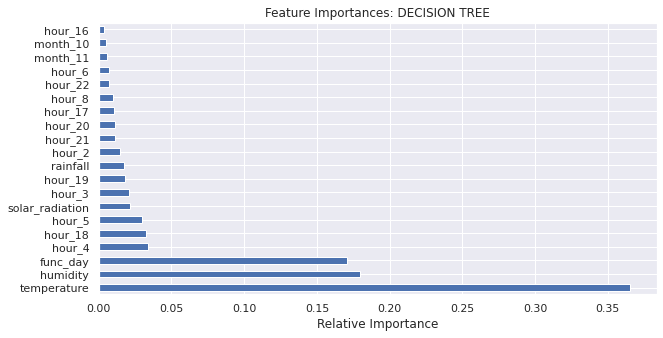 Feature Importances: DECISION TREE
hour_16
month_10
month_11
hour_6
hour_22
hour_8
hour_17
hour_20
hour_21
hour_2
rainfall
hour_19
hour_3
solar_radiation
hour_5
hour_18
hour_4
func_day
humidity
temperature
0.00 0.05 0.10 0.15 0.20 0.25 0.30 0.35
Relative Importance